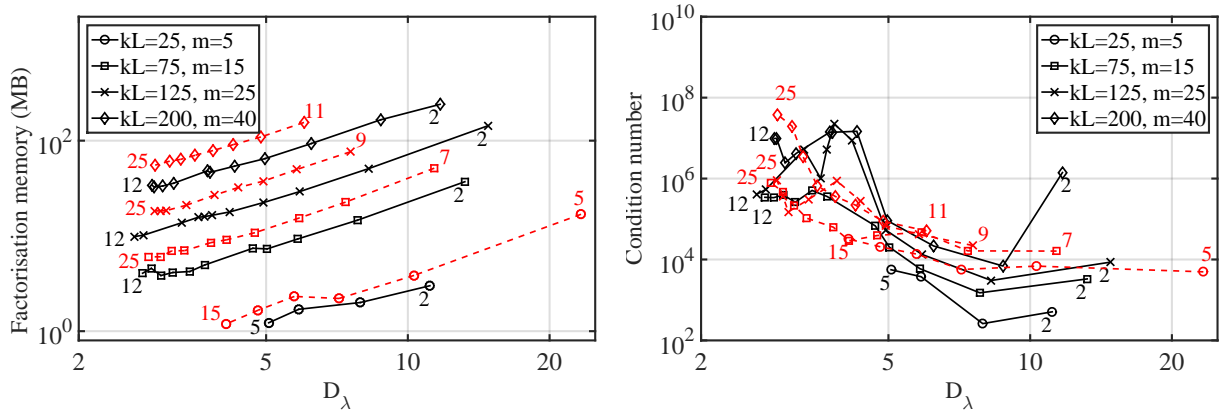 Factorisation memory (MB)
10^2
10^0
kL=25, m=5
kL=75, m=15
kL=125, m=25
kL=200, m=40
11
25
12
2
9
25
12
2
7
25
12
2
5
15
5
2
2 5 10 20
D_λ
Condition number
10^10
10^8
10^6
10^4
10^2
kL=25, m=5
kL=75, m=15
kL=125, m=25
kL=200, m=40
25
12
25
25
12
12
2
11
9
7
5
15
5
2
2
2
2 5 10 20
D_λ